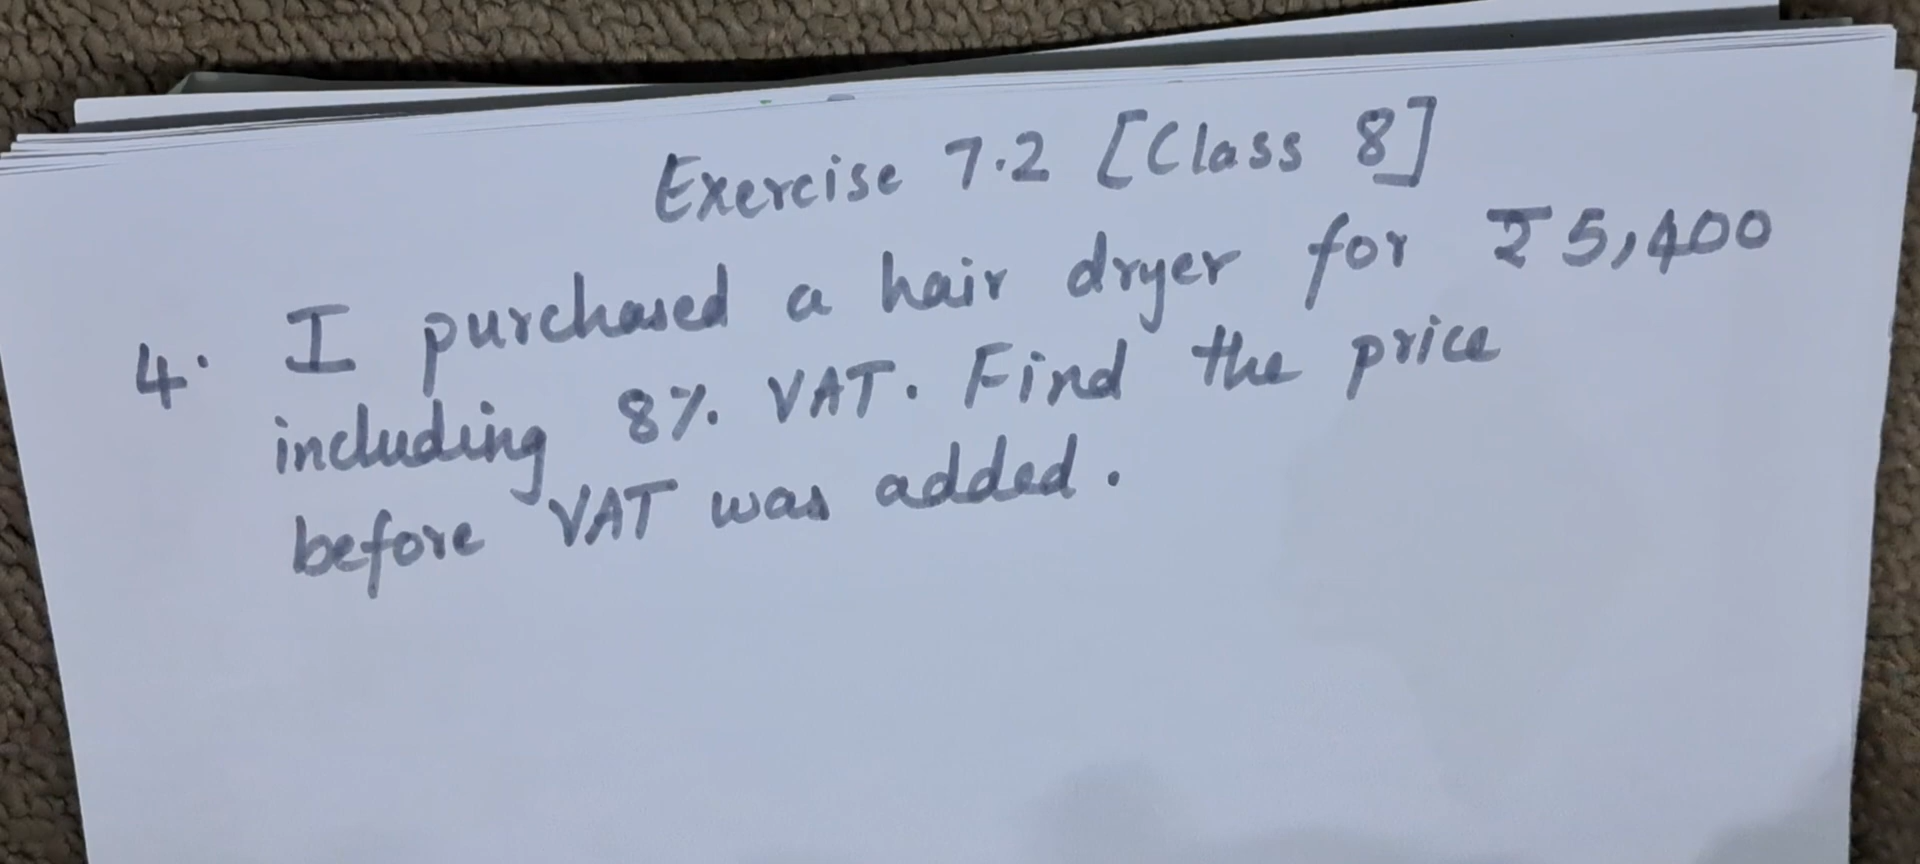 Exercise 7.2 [Class 8]
4. I purchased a hair dryer for ₹5,400
including 8% VAT. Find the price
before VAT was added.